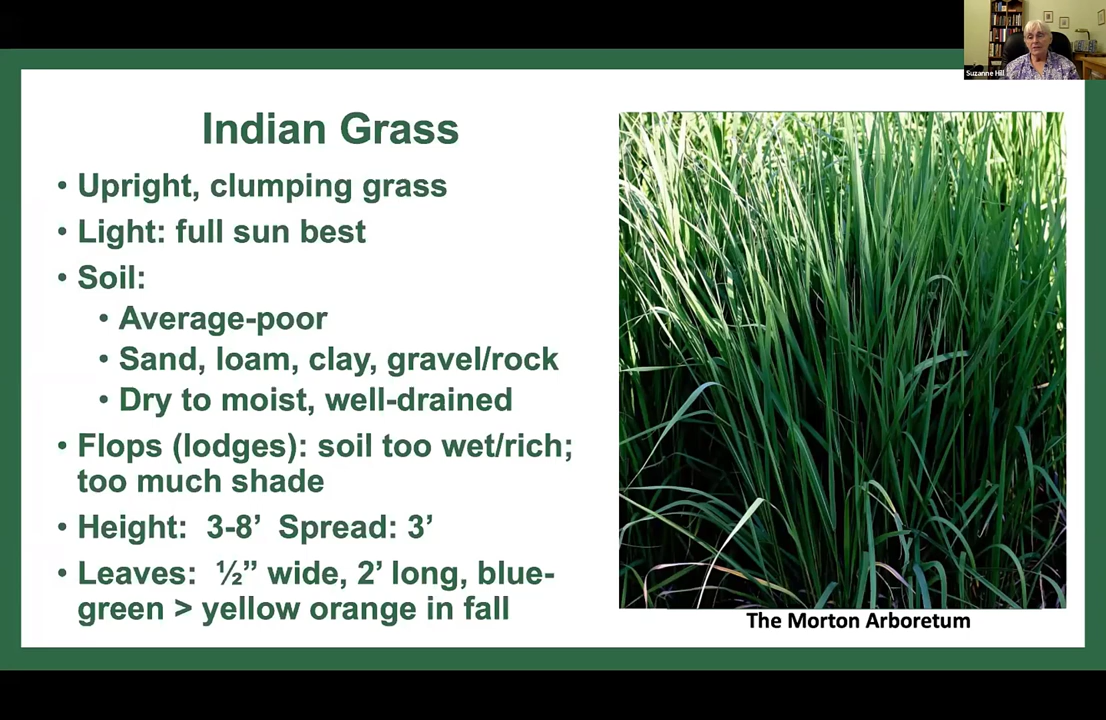 Suzanne Hill
Indian Grass
• Upright, clumping grass
• Light: full sun best
• Soil:
• Average-poor
• Sand, loam, clay, gravel/rock
• Dry to moist, well-drained
• Flops (lodges): soil too wet/rich;
too much shade
• Height:  3-8’  Spread: 3’
• Leaves:  ½” wide, 2’ long, blue-
green > yellow orange in fall
The Morton Arboretum